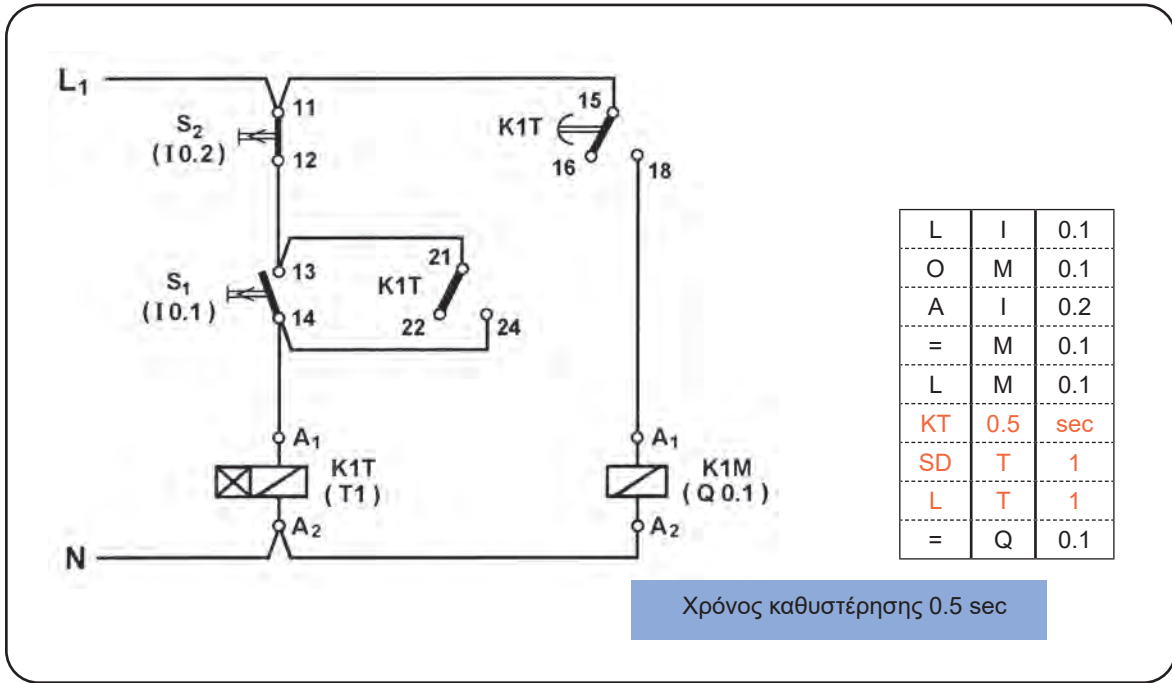 L1
11
S2
(I0.2)
12
15
K1T
16
18
13
S1
(I0.1)
14
21
K1T
22
24
A1
K1T
(T1)
A2
A1
K1M
(Q 0.1)
A2
N
L I 0.1
O M 0.1
A I 0.2
= M 0.1
L M 0.1
KT 0.5 sec
SD T 1
L T 1
= Q 0.1
Χρόνος καθυστέρησης 0.5 sec